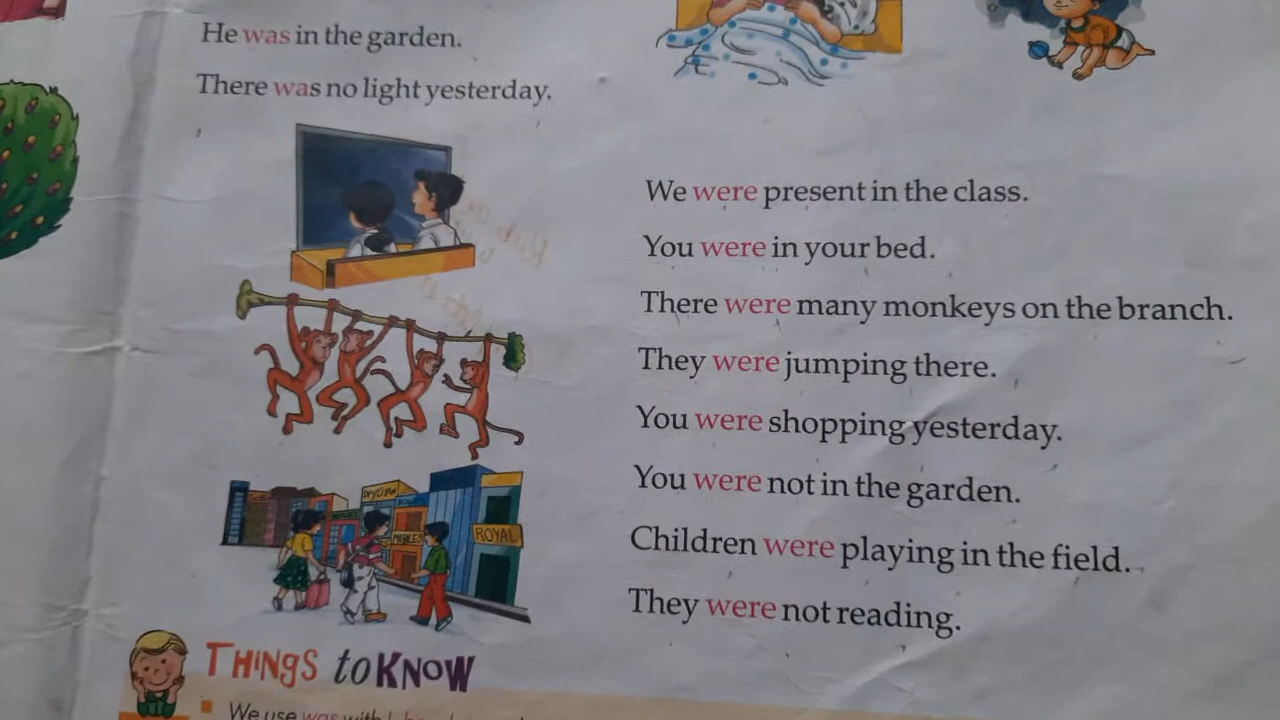 He was in the garden.
There was no light yesterday.
We were present in the class.
You were in your bed.
There were many monkeys on the branch.
They were jumping there.
You were shopping yesterday.
You were not in the garden.
Children were playing in the field.
They were not reading.
MOBILES
ROYAL
THINGS to KNOW
We use was with